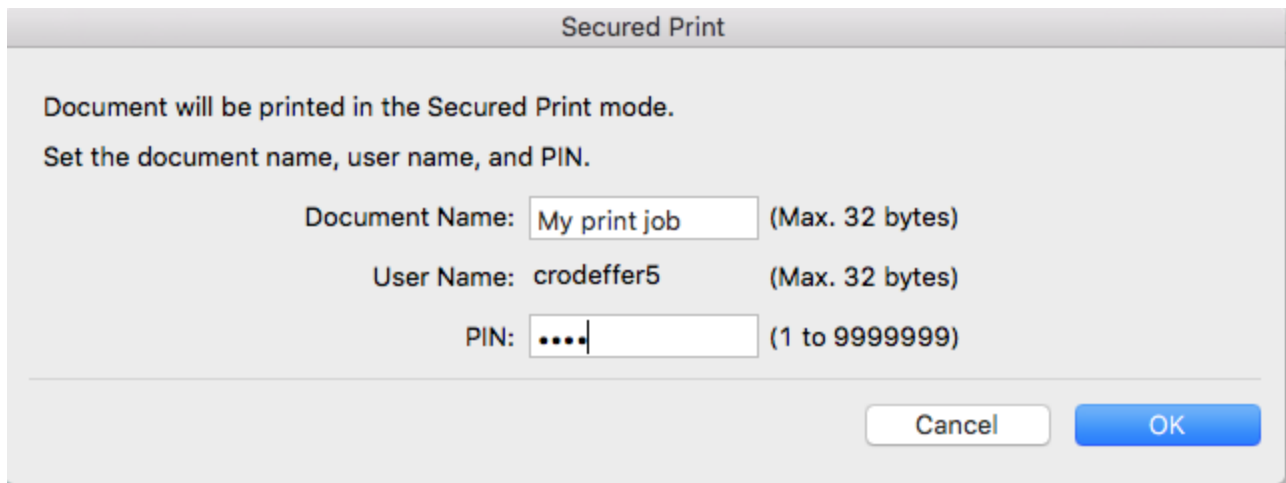 Secured Print
Document will be printed in the Secured Print mode.
Set the document name, user name, and PIN.
Document Name: My print job (Max. 32 bytes)
User Name: crodeffer5 (Max. 32 bytes)
PIN: •••• (1 to 9999999)
Cancel OK